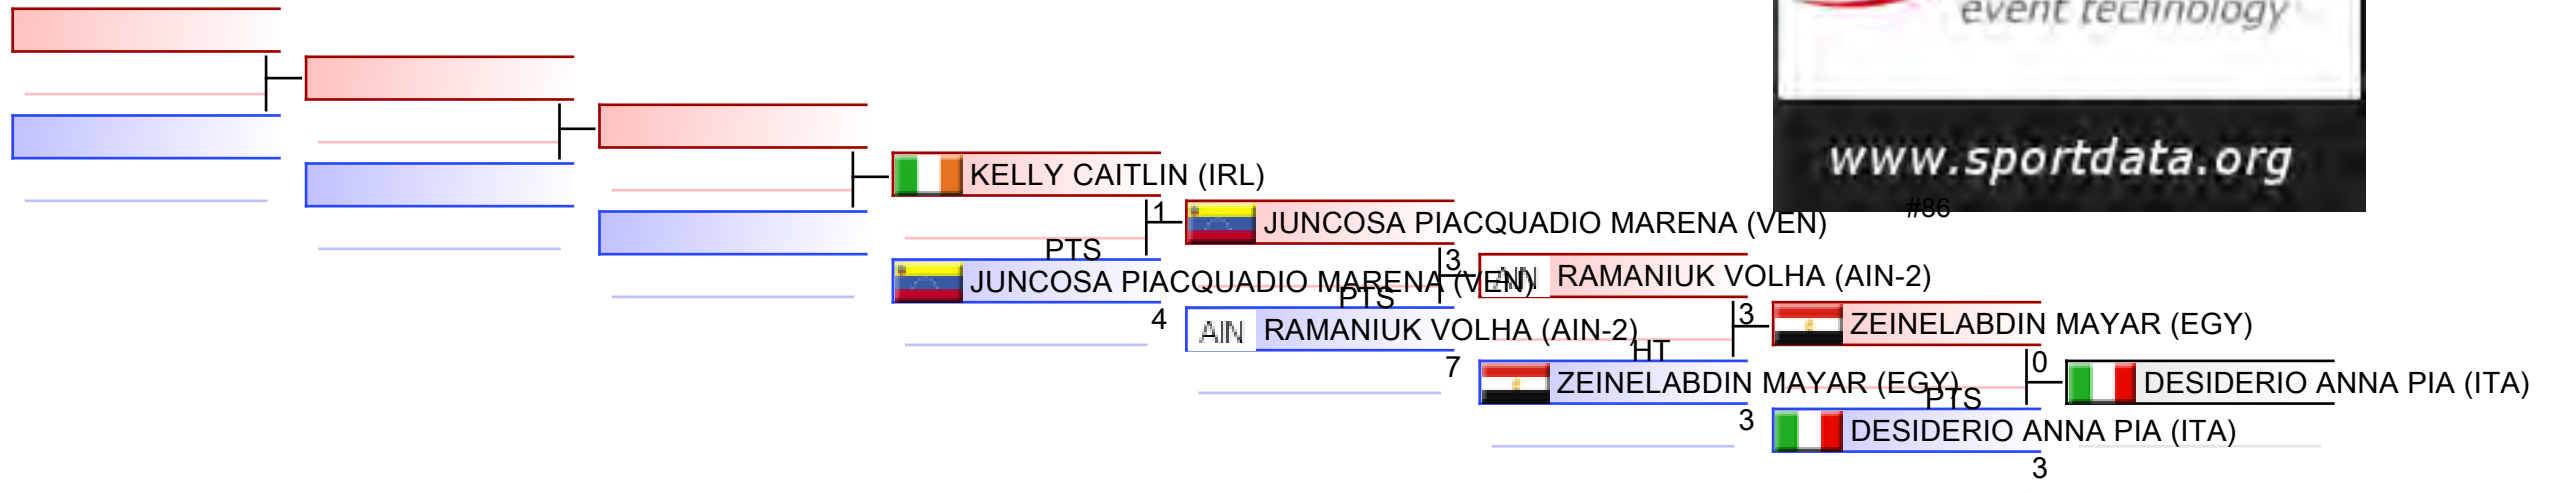 event technology
www.sportdata.org
#86
KELLY CAITLIN (IRL)
1
PTS
JUNCOSA PIACQUADIO MARENA (VEN)
4
JUNCOSA PIACQUADIO MARENA (VEN)
3
PTS
AIN RAMANIUK VOLHA (AIN-2)
7
AIN RAMANIUK VOLHA (AIN-2)
3
HT
ZEINELABDIN MAYAR (EGY)
3
ZEINELABDIN MAYAR (EGY)
0
PTS
DESIDERIO ANNA PIA (ITA)
3
DESIDERIO ANNA PIA (ITA)